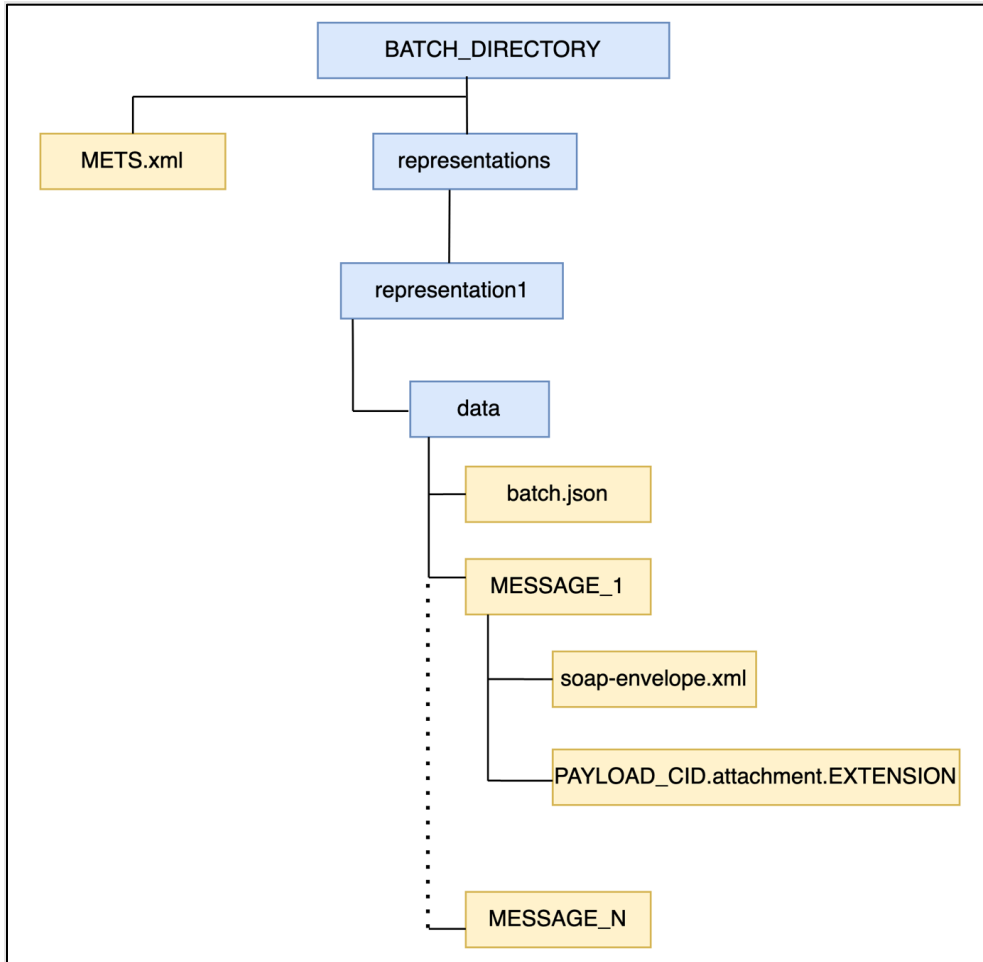 BATCH_DIRECTORY
METS.xml
representations
representation1
data
batch.json
MESSAGE_1
soap-envelope.xml
PAYLOAD_CID.attachment.EXTENSION
MESSAGE_N